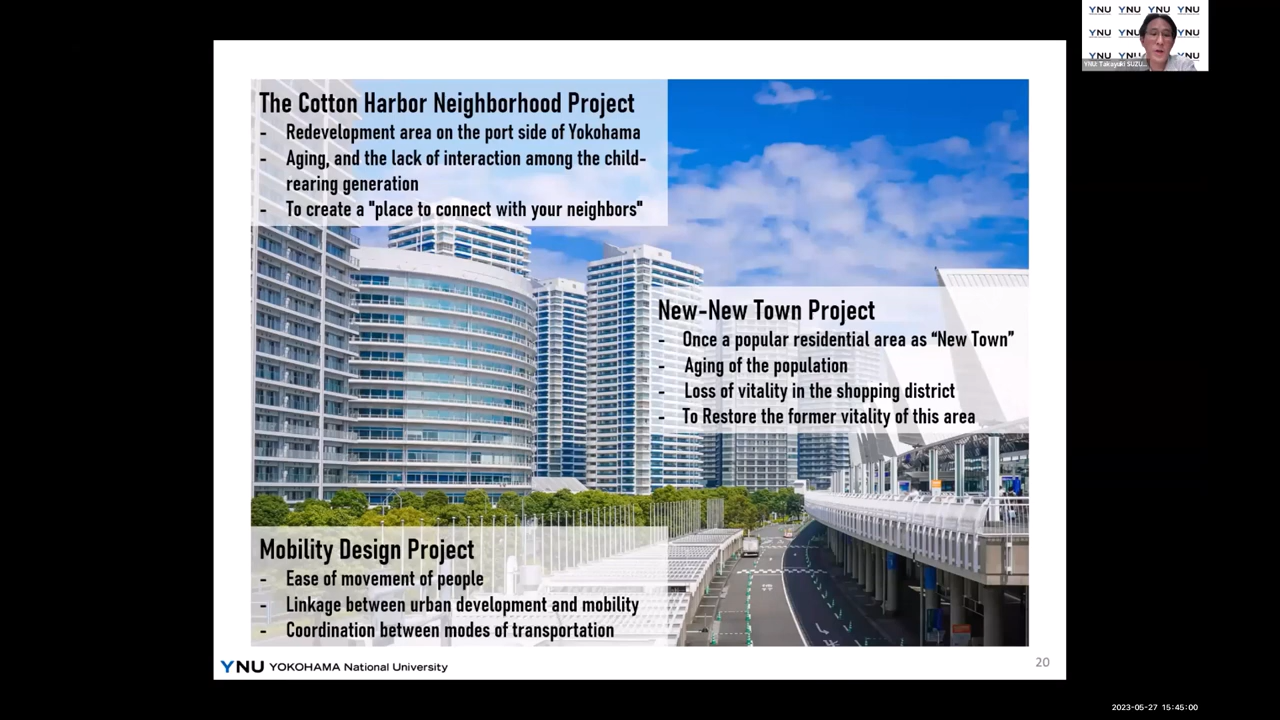 The Cotton Harbor Neighborhood Project
- Redevelopment area on the port side of Yokohama
- Aging, and the lack of interaction among the child-
rearing generation
- To create a "place to connect with your neighbors"
New-New Town Project
- Once a popular residential area as “New Town”
- Aging of the population
- Loss of vitality in the shopping district
- To Restore the former vitality of this area
Mobility Design Project
- Ease of movement of people
- Linkage between urban development and mobility
- Coordination between modes of transportation
YNU YOKOHAMA National University
20
YNU YNU YNU YNU
YNU YNU
YNU YNU
YNU: Takayuki SUZU...
2023-05-27 15:45:00